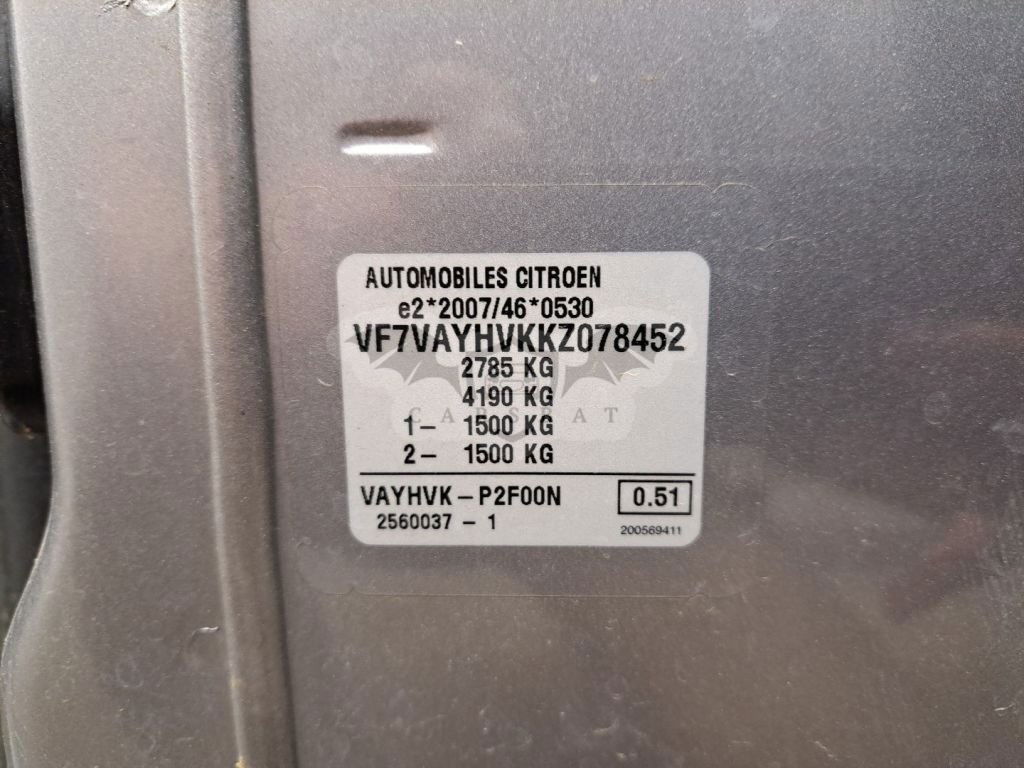 AUTOMOBILES CITROEN
e2*2007/46*0530
VF7VAYHVKKZ078452
2785 KG
4190 KG
CARSBAT
1- 1500 KG
2- 1500 KG
VAYHVK-P2F00N 0.51
2560037-1 200569411